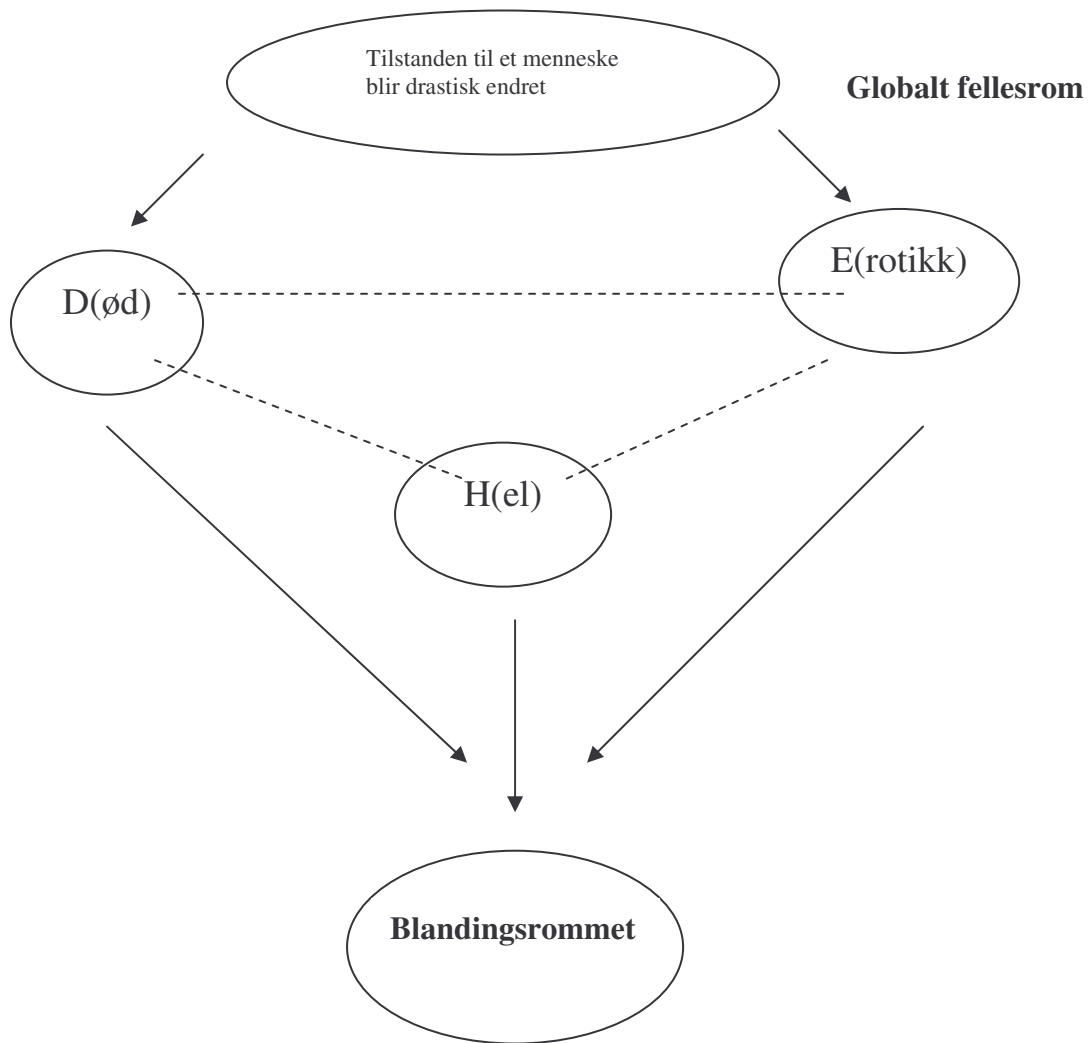 Tilstanden til et menneske
blir drastisk endret
Globalt fellesrom
E(rotikk)
D(ød)
H(el)
Blandingsrommet